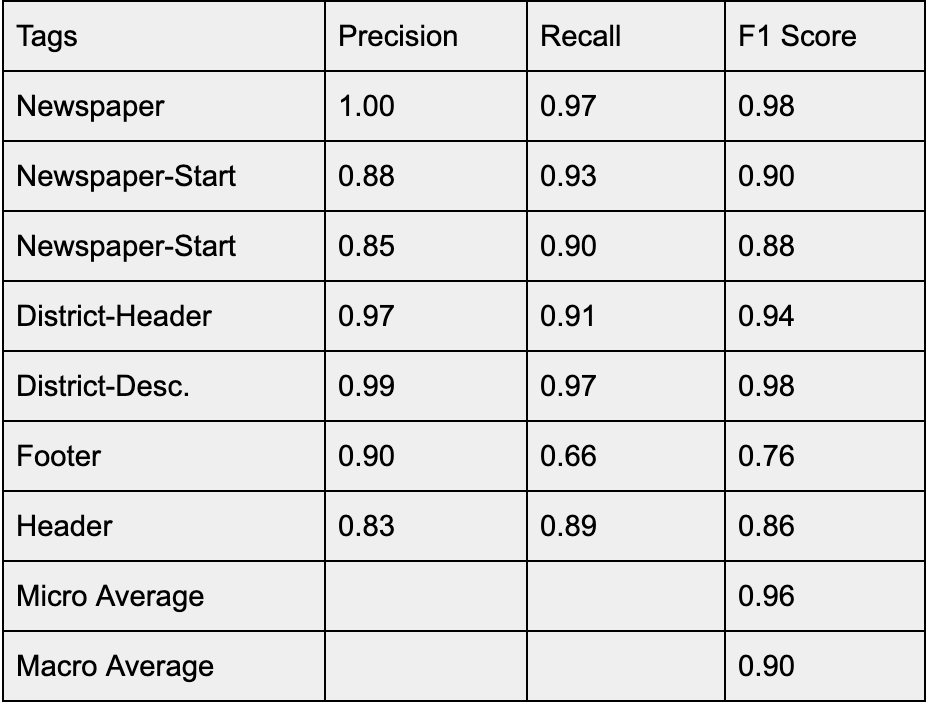 Tags Precision Recall F1 Score
Newspaper 1.00 0.97 0.98
Newspaper-Start 0.88 0.93 0.90
Newspaper-Start 0.85 0.90 0.88
District-Header 0.97 0.91 0.94
District-Desc. 0.99 0.97 0.98
Footer 0.90 0.66 0.76
Header 0.83 0.89 0.86
Micro Average 0.96
Macro Average 0.90